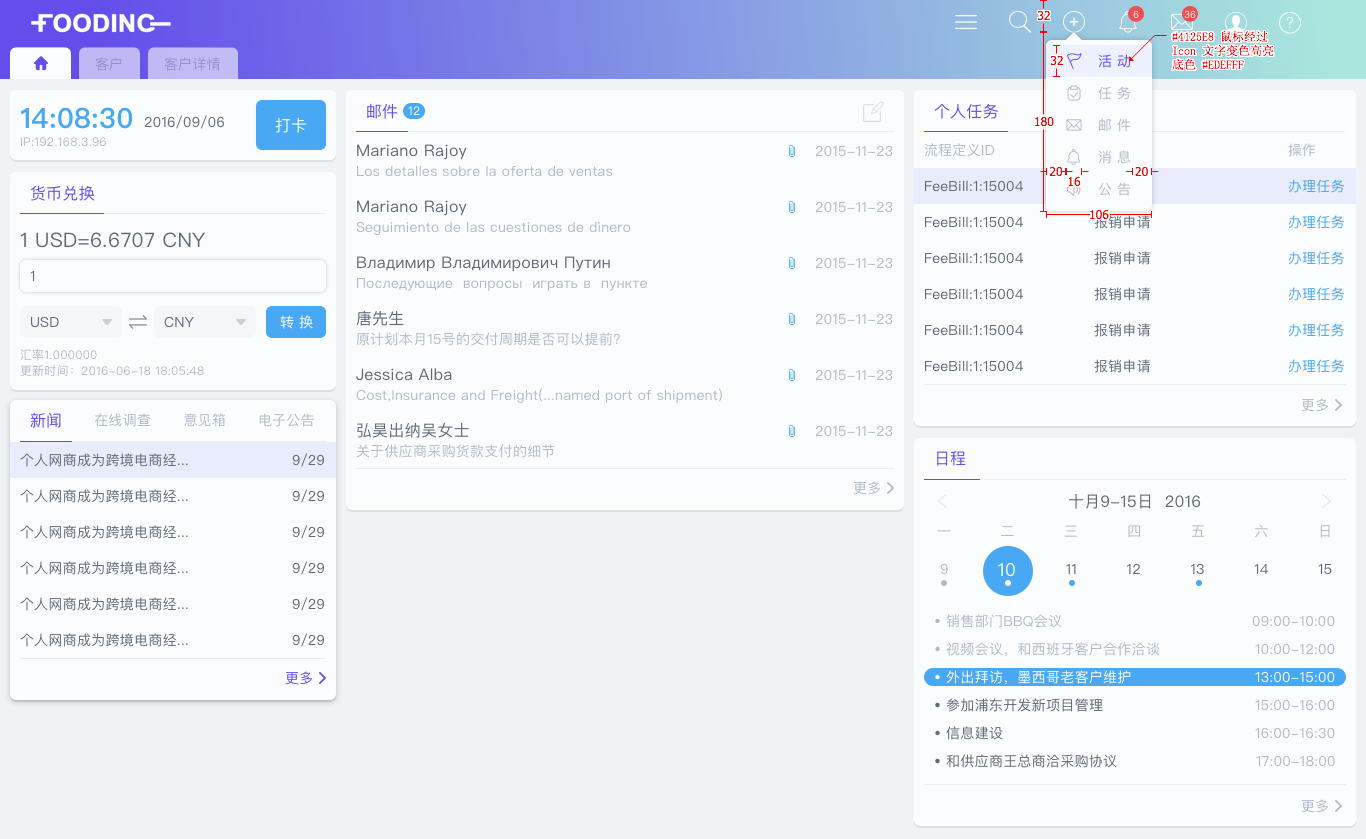 FOODING
6
36
32
#4125E8 鼠标经过
Icon 文字变色高亮
底色 #EDEFFF
客户
客户详情
32
活 动
任 务
邮 件
消 息
公 告
180
20
16
20
106
14:08:30
2016/09/06
IP:192.168.3.96
打卡
货币兑换
1 USD=6.6707 CNY
1
USD
CNY
转 换
汇率1.000000
更新时间：2016-06-18 18:05:48
新闻
在线调查
意见箱
电子公告
个人网商成为跨境电商经... 9/29
个人网商成为跨境电商经... 9/29
个人网商成为跨境电商经... 9/29
个人网商成为跨境电商经... 9/29
个人网商成为跨境电商经... 9/29
个人网商成为跨境电商经... 9/29
更多
邮件 12
Mariano Rajoy 2015-11-23
Los detalles sobre la oferta de ventas
Mariano Rajoy 2015-11-23
Seguimiento de las cuestiones de dinero
Владимир Владимирович Путин 2015-11-23
Последующие вопросы играть в пункте
唐先生 2015-11-23
原计划本月15号的交付周期是否可以提前?
Jessica Alba 2015-11-23
Cost,Insurance and Freight(...named port of shipment)
弘昊出纳吴女士 2015-11-23
关于供应商采购货款支付的细节
更多
个人任务
流程定义ID 操作
FeeBill:1:15004 办理任务
FeeBill:1:15004 报销申请 办理任务
FeeBill:1:15004 报销申请 办理任务
FeeBill:1:15004 报销申请 办理任务
FeeBill:1:15004 报销申请 办理任务
FeeBill:1:15004 报销申请 办理任务
更多
日程
十月9-15日 2016
一 二 三 四 五 六 日
9 10 11 12 13 14 15
• 销售部门BBQ会议 09:00-10:00
• 视频会议，和西班牙客户合作洽谈 10:00-12:00
• 外出拜访，墨西哥老客户维护 13:00-15:00
• 参加浦东开发新项目管理 15:00-16:00
• 信息建设 16:00-16:30
• 和供应商王总商洽采购协议 17:00-18:00
更多